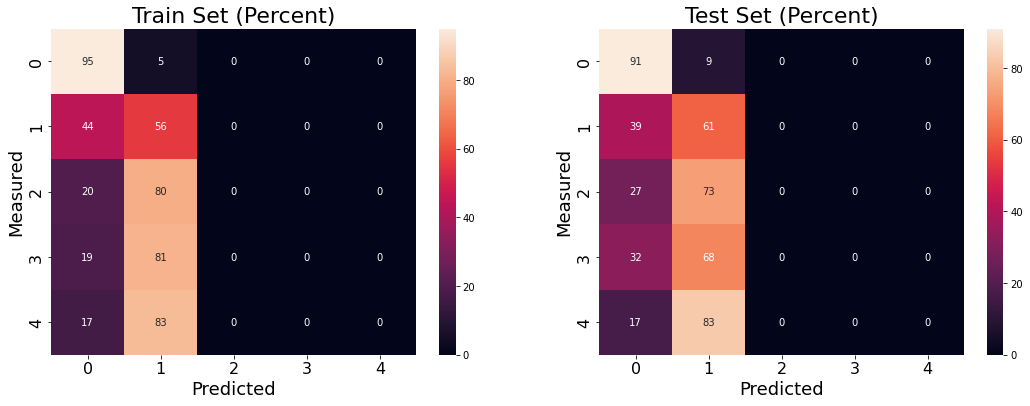 Train Set (Percent)
0 95 5 0 0 0
1 44 56 0 0 0
2 20 80 0 0 0
3 19 81 0 0 0
4 17 83 0 0 0
0 1 2 3 4
Predicted
Measured
80
60
40
20
0
Test Set (Percent)
0 91 9 0 0 0
1 39 61 0 0 0
2 27 73 0 0 0
3 32 68 0 0 0
4 17 83 0 0 0
0 1 2 3 4
Predicted
Measured
80
60
40
20
0